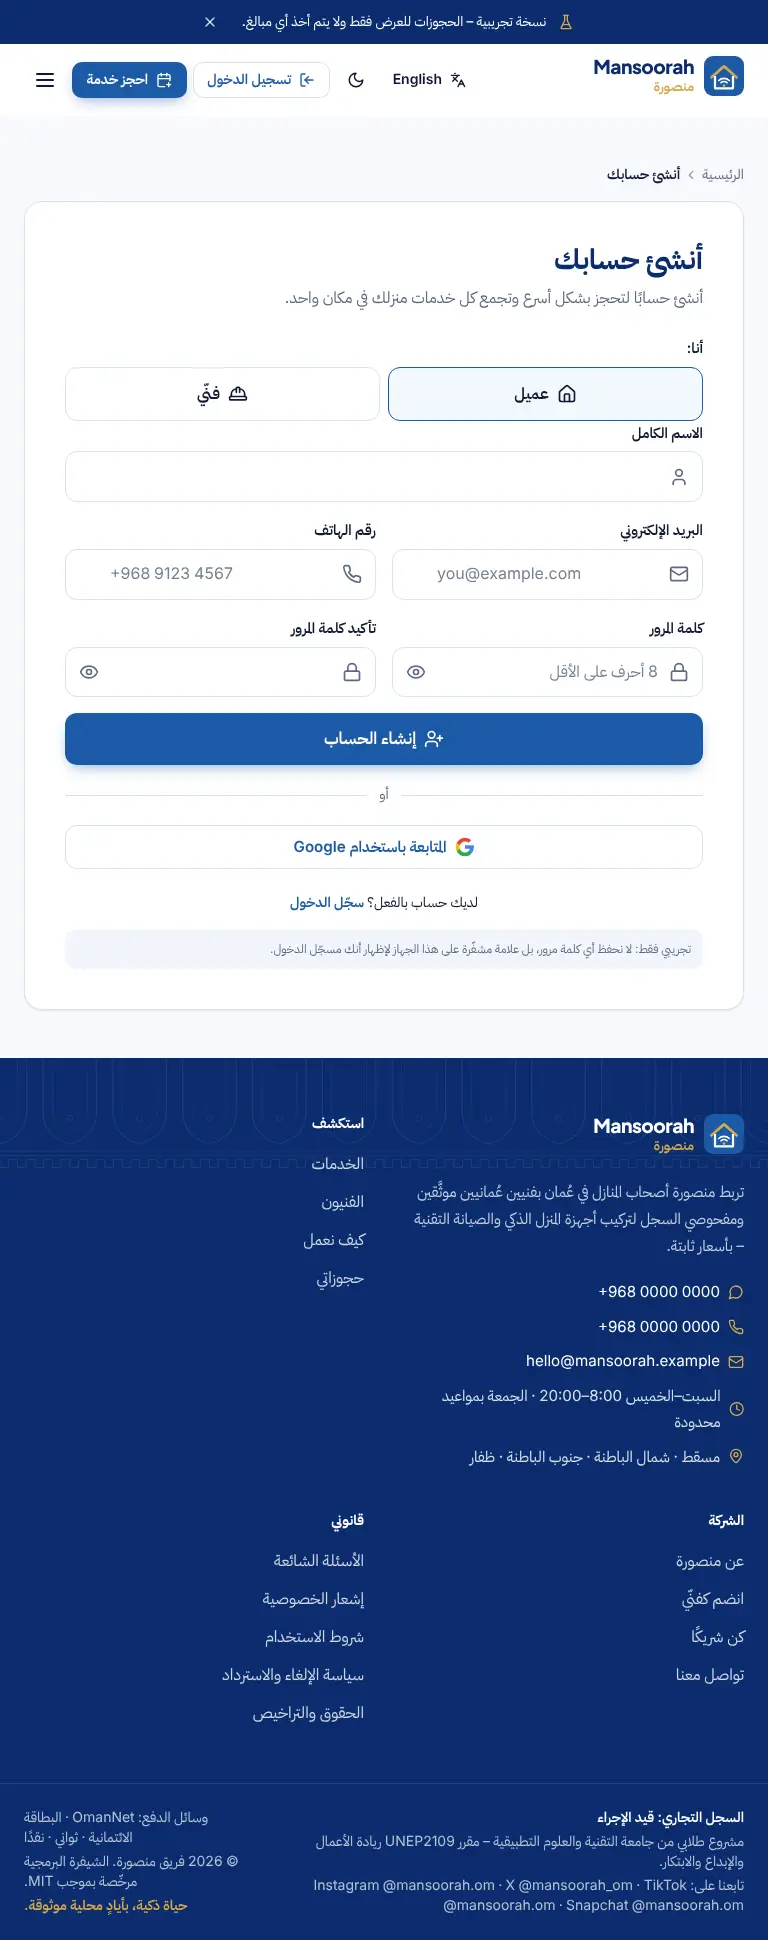 نسخة تجريبية – الحجوزات للعرض فقط ولا يتم أخذ أي مبالغ.
Mansoorah
منصورة
English
تسجيل الدخول
احجز خدمة
الرئيسية › أنشئ حسابك
أنشئ حسابك
أنشئ حسابًا لتحجز بشكل أسرع وتجمع كل خدمات منزلك في مكان واحد.
أنا:
عميل
فنّي
الاسم الكامل
البريد الإلكتروني
رقم الهاتف
you@example.com
+968 9123 4567
كلمة المرور
تأكيد كلمة المرور
8 أحرف على الأقل
إنشاء الحساب
أو
المتابعة باستخدام Google
لديك حساب بالفعل؟ سجّل الدخول
تجريبي فقط: لا نحفظ أي كلمة مرور، بل علامة مشفّرة على هذا الجهاز لإظهار أنك مسجّل الدخول.
Mansoorah
منصورة
تربط منصورة أصحاب المنازل في عُمان بفنيين عُمانيين موثَّقين
ومفحوصي السجل لتركيب أجهزة المنزل الذكي والصيانة التقنية
– بأسعار ثابتة.
+968 0000 0000
+968 0000 0000
hello@mansoorah.example
السبت–الخميس 8:00–20:00 · الجمعة بمواعيد
محدودة
مسقط · شمال الباطنة · جنوب الباطنة · ظفار
استكشف
الخدمات
الفنيون
كيف نعمل
حجوزاتي
الشركة
عن منصورة
انضم كفنّي
كن شريكًا
تواصل معنا
قانوني
الأسئلة الشائعة
إشعار الخصوصية
شروط الاستخدام
سياسة الإلغاء والاسترداد
الحقوق والتراخيص
السجل التجاري: قيد الإجراء
مشروع طلابي من جامعة التقنية والعلوم التطبيقية – مقرر UNEP2109 ريادة الأعمال
والإبداع والابتكار.
تابعنا على: Instagram @mansoorah.om · X @mansoorah_om · TikTok
@mansoorah.om · Snapchat @mansoorah.om
وسائل الدفع: OmanNet · البطاقة
الائتمانية · ثواني · نقدًا
© 2026 فريق منصورة. الشيفرة البرمجية
مرخّصة بموجب MIT.
حياة ذكية، بأيادٍ محلية موثوقة.